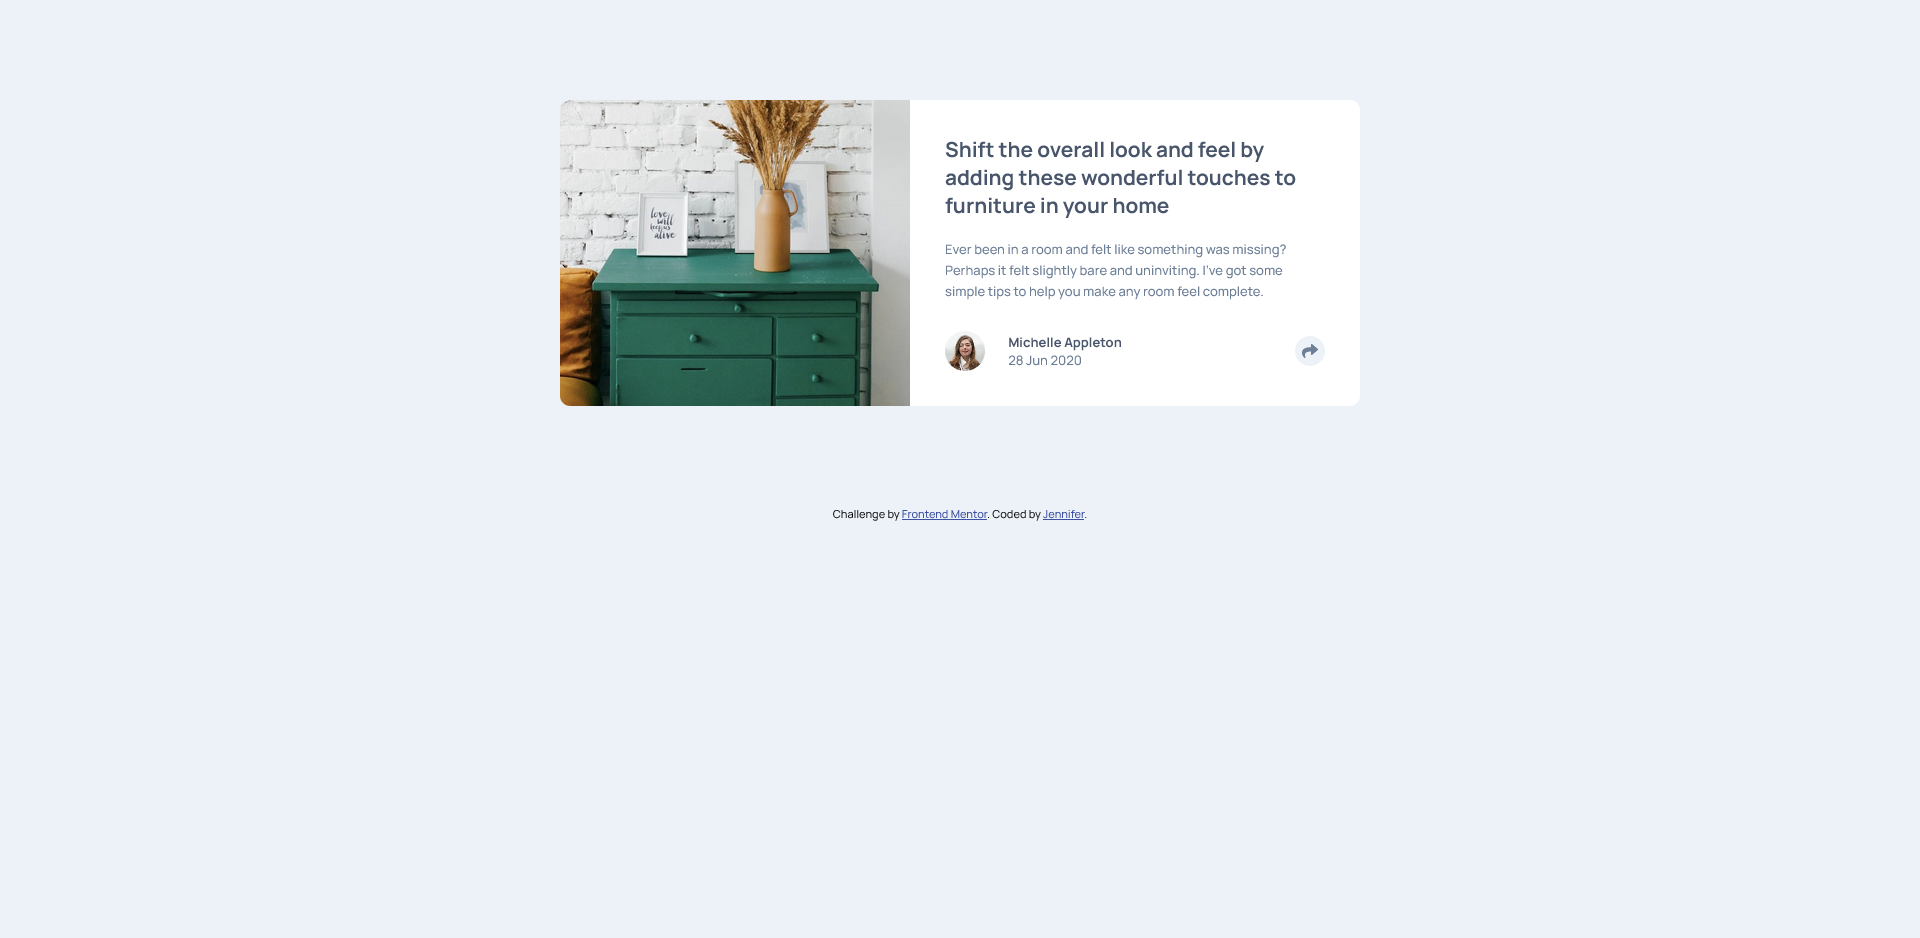 love
will
keep us
alive
Shift the overall look and feel by
adding these wonderful touches to
furniture in your home
Ever been in a room and felt like something was missing?
Perhaps it felt slightly bare and uninviting. I've got some
simple tips to help you make any room feel complete.
Michelle Appleton
28 Jun 2020
Challenge by Frontend Mentor. Coded by Jennifer.